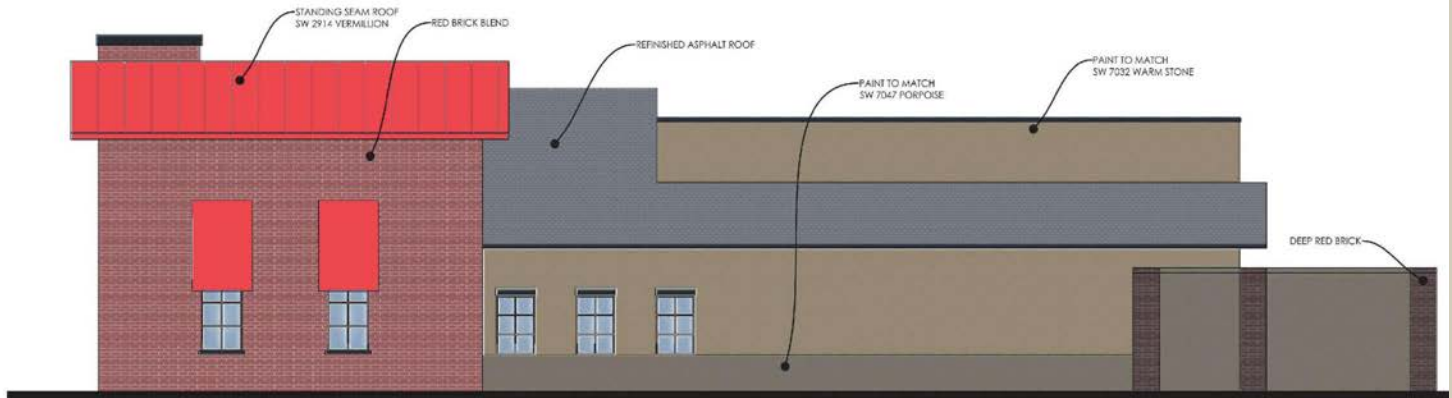 STANDING SEAM ROOF
SW 2914 VERMILLION
RED BRICK BLEND
REFINISHED ASPHALT ROOF
PAINT TO MATCH
SW 7047 PORPOISE
PAINT TO MATCH
SW 7032 WARM STONE
DEEP RED BRICK